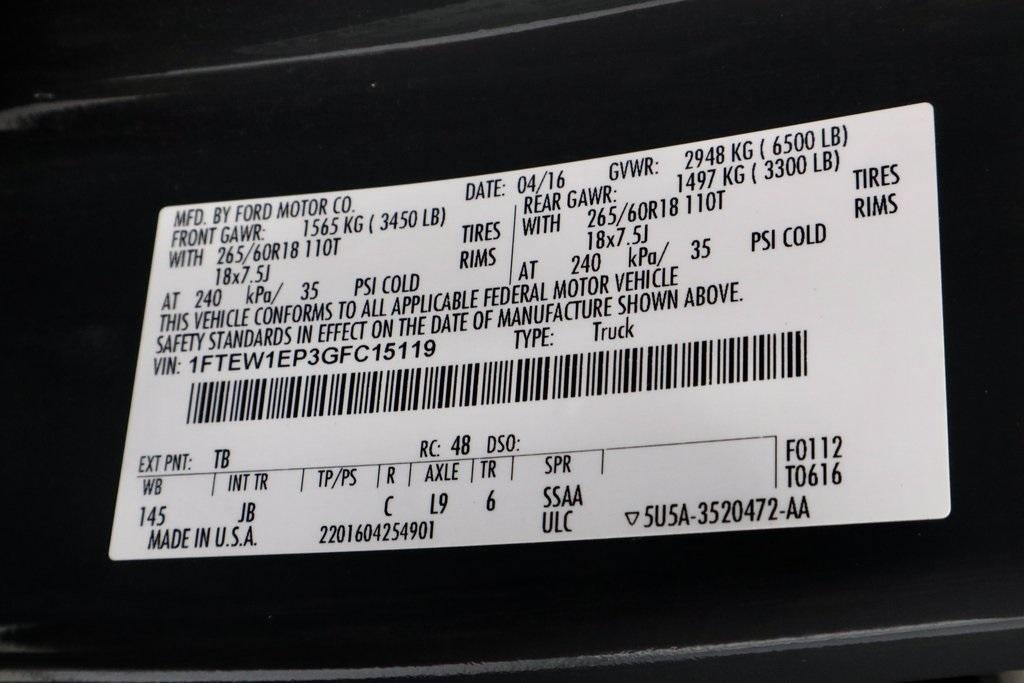 MFD. BY FORD MOTOR CO. DATE: 04/16 GVWR: 2948 KG ( 6500 LB)
FRONT GAWR: 1565 KG ( 3450 LB) REAR GAWR: 1497 KG ( 3300 LB)
WITH 265/60R18 110T TIRES WITH 265/60R18 110T TIRES
18x7.5J RIMS 18x7.5J RIMS
AT 240 kPa/ 35 PSI COLD AT 240 kPa/ 35 PSI COLD
THIS VEHICLE CONFORMS TO ALL APPLICABLE FEDERAL MOTOR VEHICLE
SAFETY STANDARDS IN EFFECT ON THE DATE OF MANUFACTURE SHOWN ABOVE.
VIN: 1FTEW1EP3GFC15119 TYPE: Truck
EXT PNT: TB RC: 48 DSO: F0112
WB INT TR TP/PS R AXLE TR SPR T0616
145 JB C L9 6 SSAA
ULC ▽5U5A-3520472-AA
MADE IN U.S.A. 2201604254901